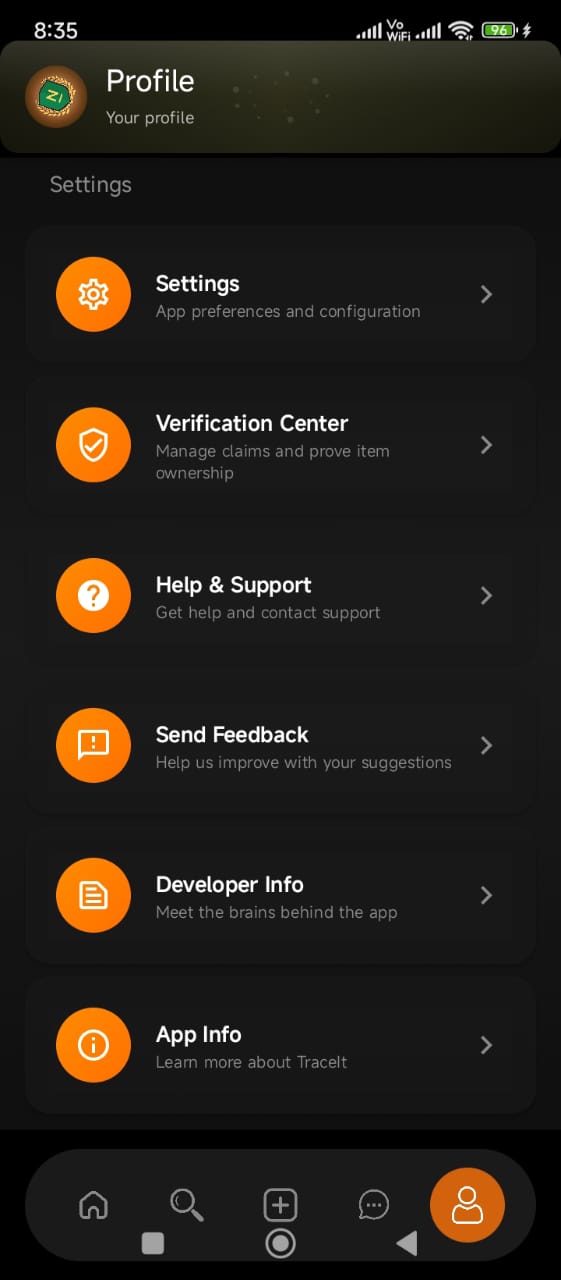 8:35
Vo
WiFi
96
Profile
Your profile
Settings
Settings
App preferences and configuration
Verification Center
Manage claims and prove item
ownership
Help & Support
Get help and contact support
Send Feedback
Help us improve with your suggestions
Developer Info
Meet the brains behind the app
App Info
Learn more about TraceIt